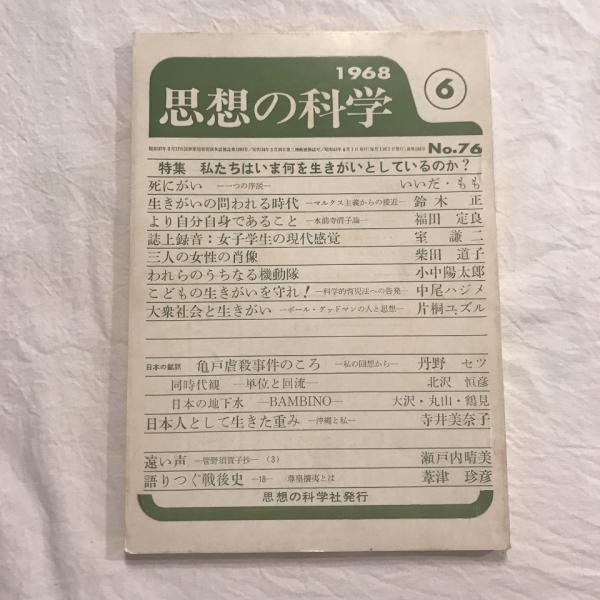 1968
6
思想の科学
No.76
特集 私たちはいま何を生きがいとしているのか?
死にがい ―一つの序説― いいだ・もも
生きがいの問われる時代 ―マルクス主義からの接近― 鈴木 正
より自分自身であること ―水前寺清子論― 福田 定良
誌上録音:女子学生の現代感覚 室 謙二
三人の女性の肖像 柴田 道子
われらのうちなる機動隊 小中陽太郎
こどもの生きがいを守れ! ―科学的育児法への告発― 中尾ハジメ
大衆社会と生きがい ―ポール・グッドマンの人と思想― 片桐ユズル
日本の鉱脈 亀戸虐殺事件のころ ―私の回想から― 丹野 セツ
同時代観 ―単位と回流― 北沢 恒彦
日本の地下水 ―BAMBINO― 大沢・丸山・鶴見
日本人として生きた重み ―沖縄と私― 寺井美奈子
遠い声 ―管野須賀子抄― (3) 瀬戸内晴美
語りつぐ戦後史 ―18― 尊皇攘夷とは 葦津 珍彦
思想の科学社発行